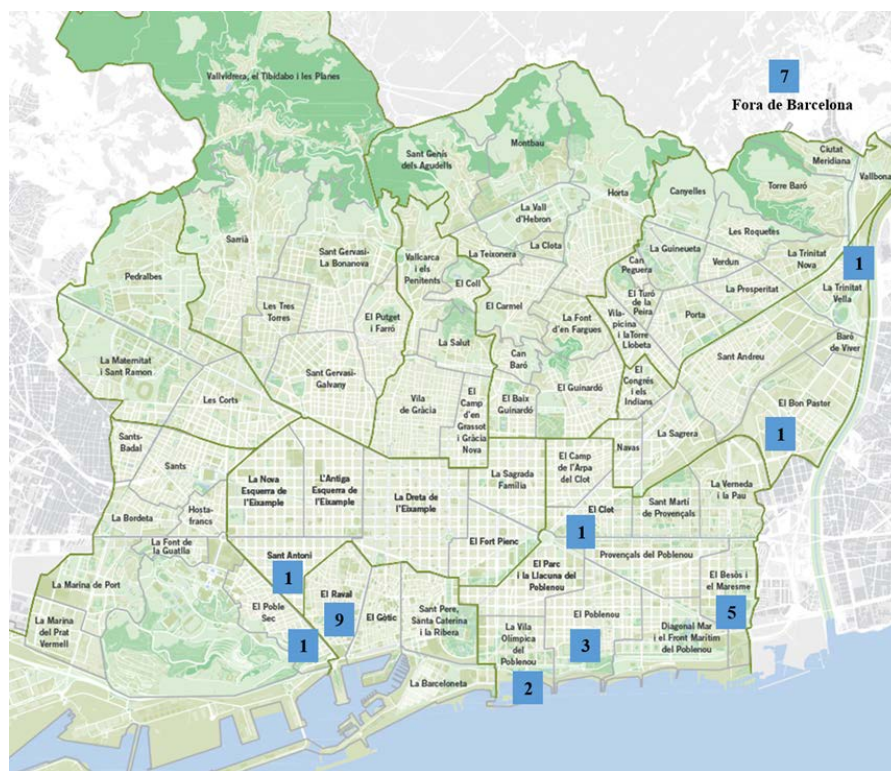 7
Fora de Barcelona
Vallvidrera, el Tibidabo i les Planes
Ciutat
Meridiana
Montbau
Sant Genís
dels Agudells
Vallbona
Torre Baró
Horta
Canyelles
La Vall
d'Hebron
Les Roquetes
Sarrià
La Clota
La Guineueta
Sant Gervasi-
La Bonanova
Vallcarca
i els
Penitents
La Teixonera
Can
Peguera
Verdun
La Trinitat
Nova
1
Pedralbes
El Coll
La Prosperitat
La Trinitat
Vella
Les Tres
Torres
El Putget
i Farró
El Carmel
El Turó
de la
Peira
La Font
d'en Fargues
Vila-
picina
i la Torre
Llobeta
Porta
La Salut
Baró
de Viver
La Maternitat
i Sant Ramon
Sant Gervasi-
Galvany
Can
Baró
Sant Andreu
El Guinardó
El
Congrés
i els
Indians
Les Corts
Vila
de Gràcia
El
Camp
d'en
Grassot
i Gràcia
Nova
El Baix
Guinardó
El Bon Pastor
1
Sants-
Badal
La Sagrera
Navas
Sants
El Camp
de l'Arpa
del Clot
La Nova
Esquerra de
l'Eixample
L'Antiga
Esquerra de
l'Eixample
La Dreta de
l'Eixample
La Sagrada
Família
La Verneda
i la Pau
Sant Martí
de Provençals
La Bordeta
Hosta-
francs
El Clot
1
La Font de
la Guatlla
El Fort Pienc
Sant Antoni
1
Provençals del Poblenou
El Parc
i la Llacuna del
Poblenou
La Marina de Port
El Besòs i
el Maresme
5
El Raval
9
El Poble
Sec
El Gòtic
Sant Pere,
Santa Caterina
i la Ribera
La Marina
del Prat
Vermell
El Poblenou
3
La Vila
Olímpica
del
Poblenou
Diagonal Mar
i el Front Marítim
del Poblenou
1
La Barceloneta
2